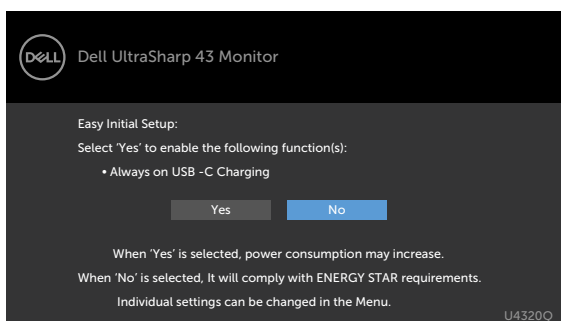 DELL
Dell UltraSharp 43 Monitor
Easy Initial Setup:
Select ‘Yes’ to enable the following function(s):
• Always on USB -C Charging
Yes
No
When ‘Yes’ is selected, power consumption may increase.
When ‘No’ is selected, It will comply with ENERGY STAR requirements.
Individual settings can be changed in the Menu.
U4320Q